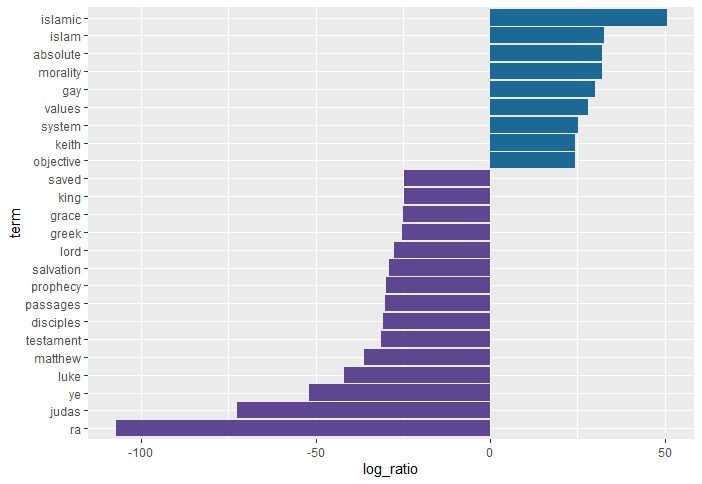 islamic
islam
absolute
morality
gay
values
system
keith
objective
saved
king
grace
greek
lord
salvation
prophecy
passages
disciples
testament
matthew
luke
ye
judas
ra
term
-100 -50 0 50
log_ratio